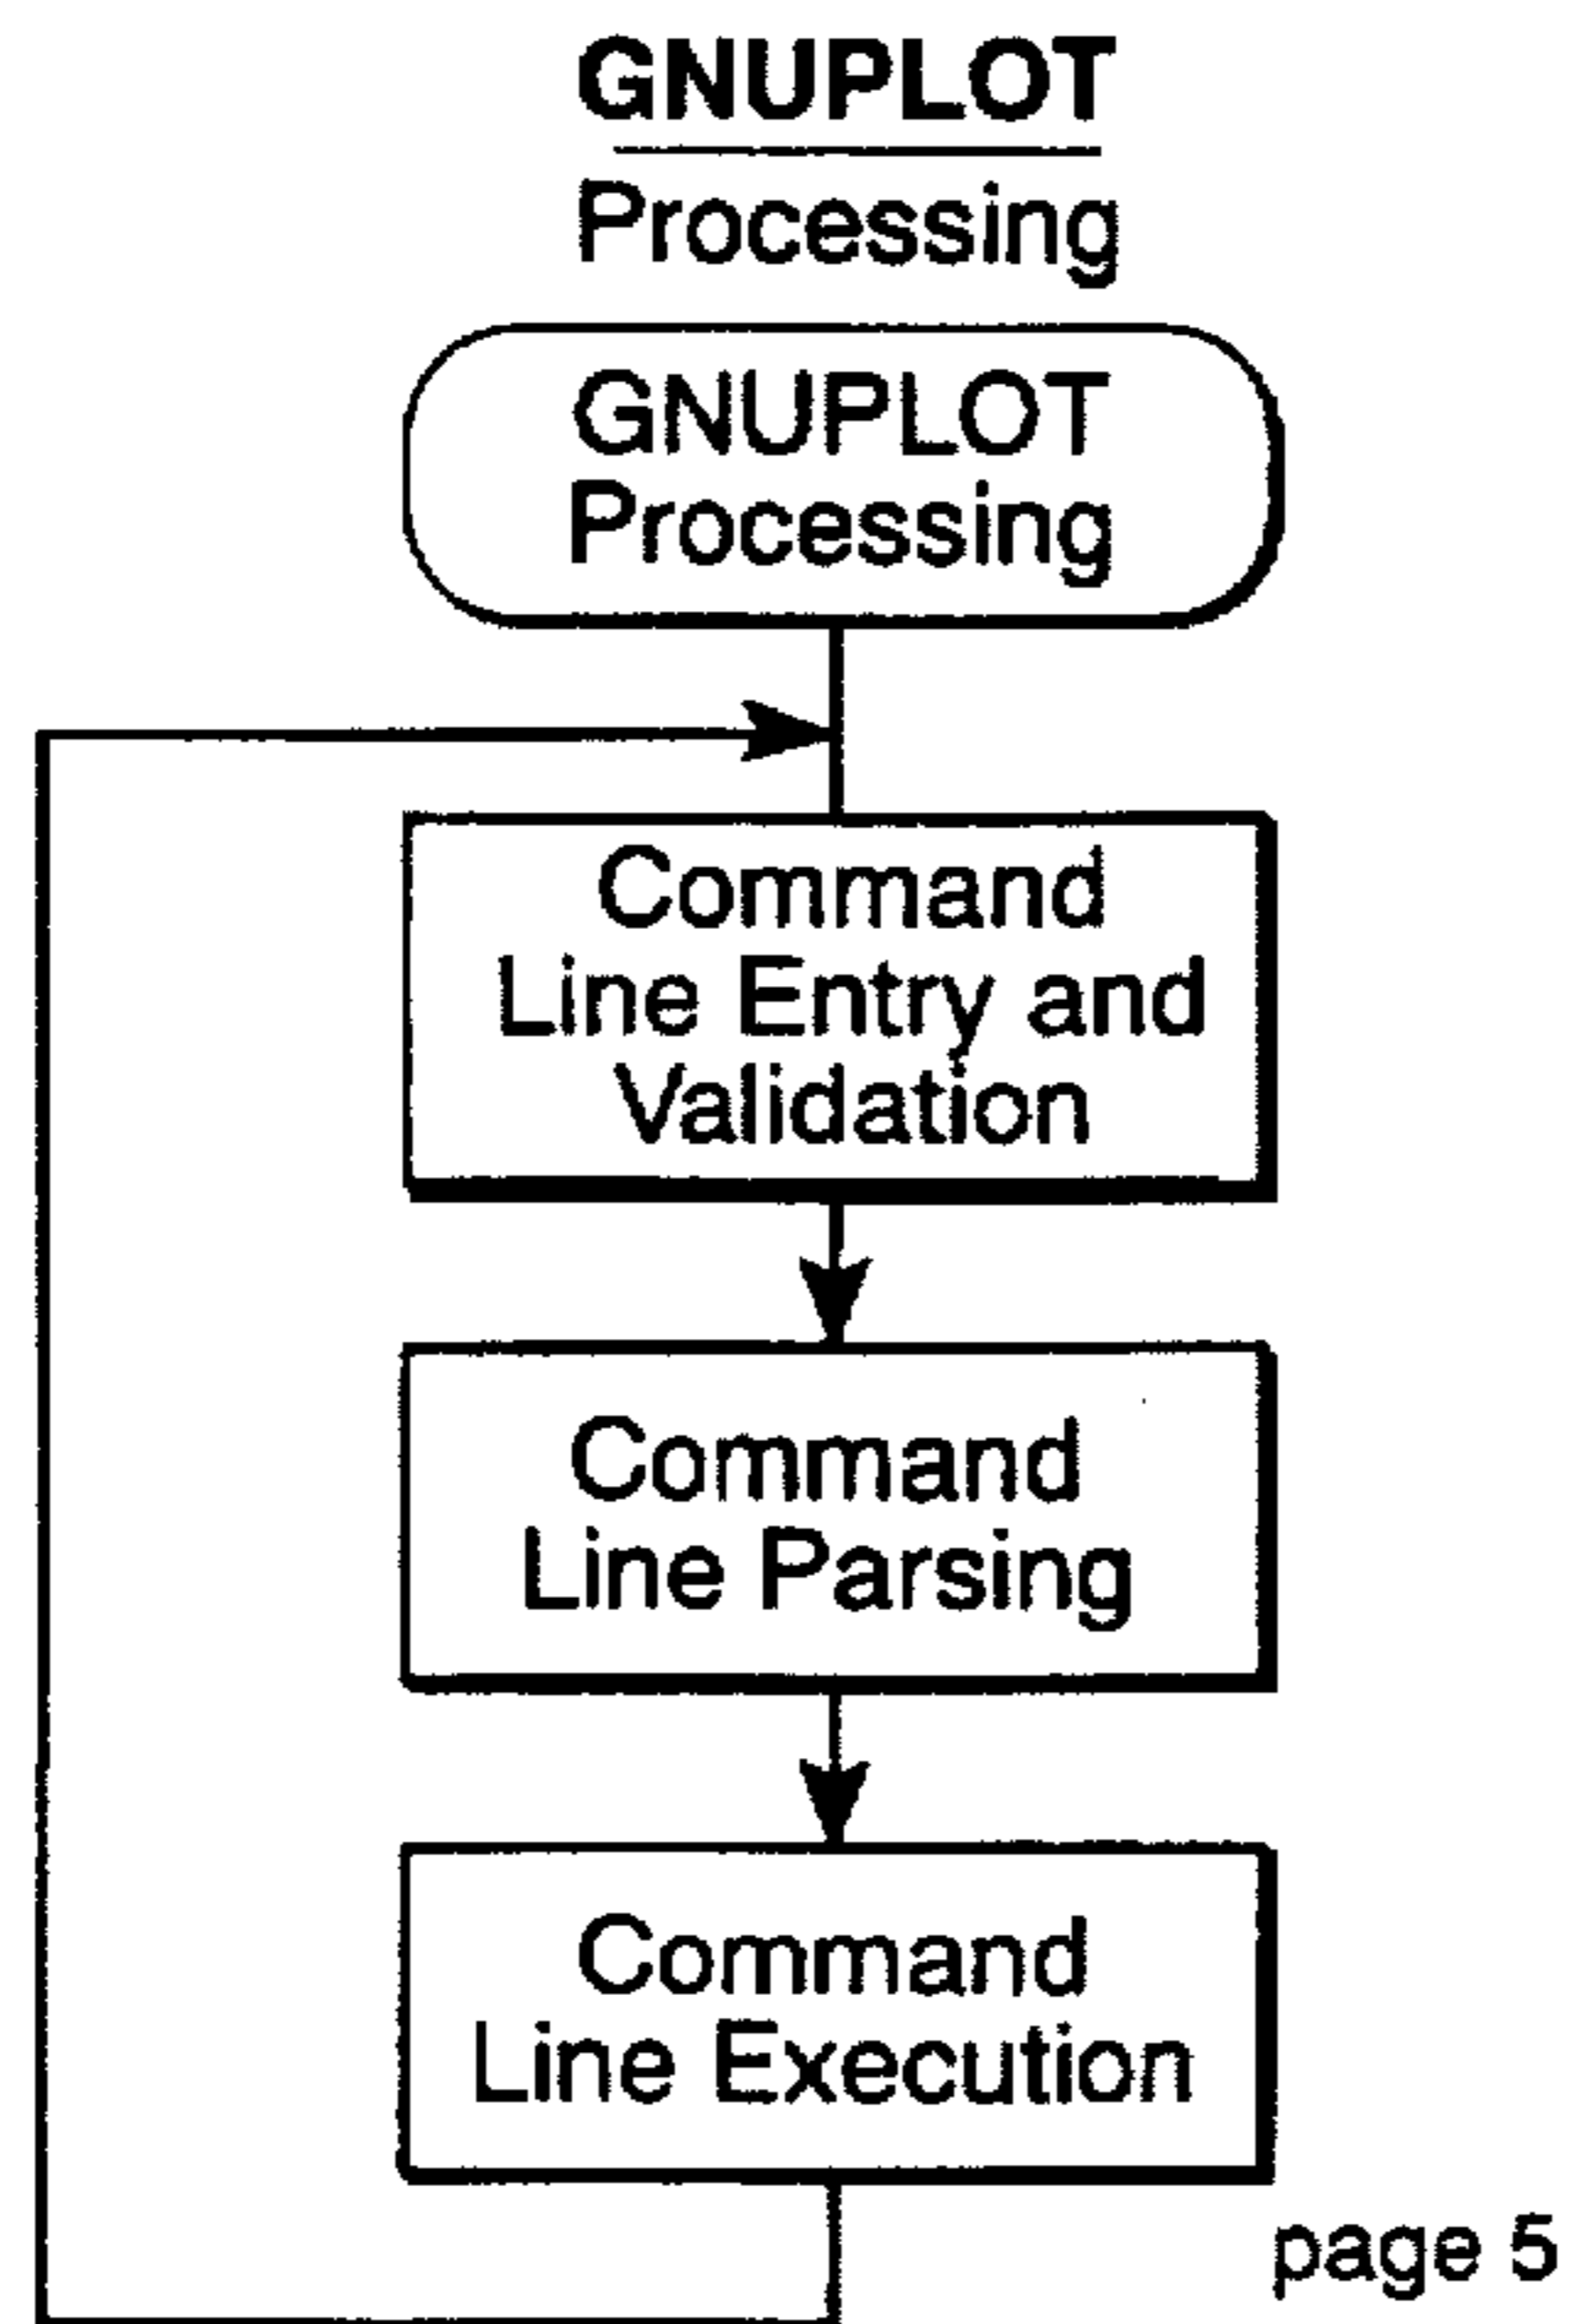 GNUPLOT
Processing
GNUPLOT
Processing
Command
Line Entry and
Validation
Command
Line Parsing
Command
Line Execution
page 5